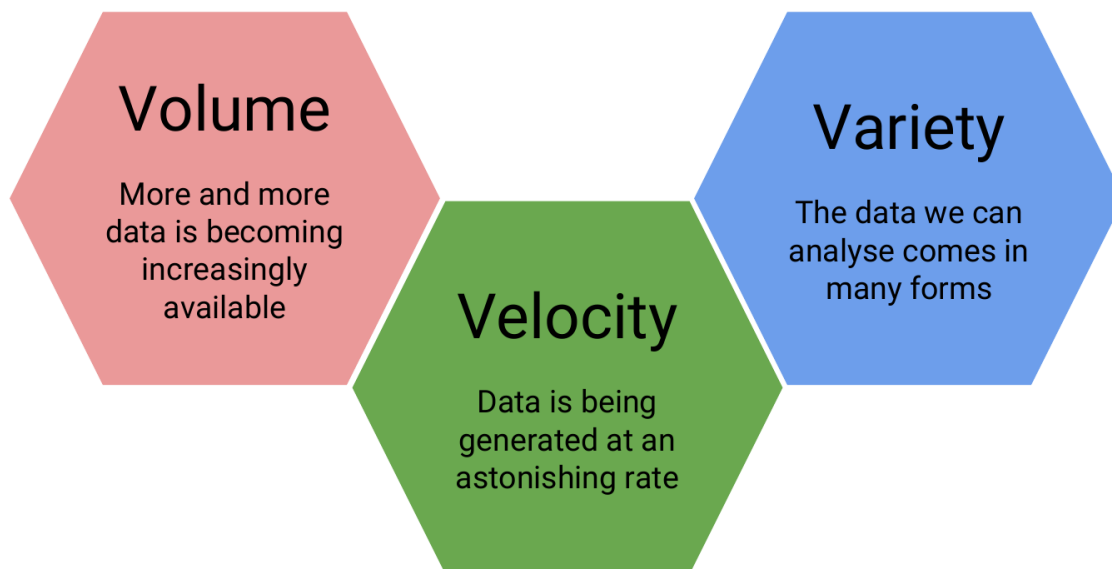 Volume
More and more
data is becoming
increasingly
available
Velocity
Data is being
generated at an
astonishing rate
Variety
The data we can
analyse comes in
many forms